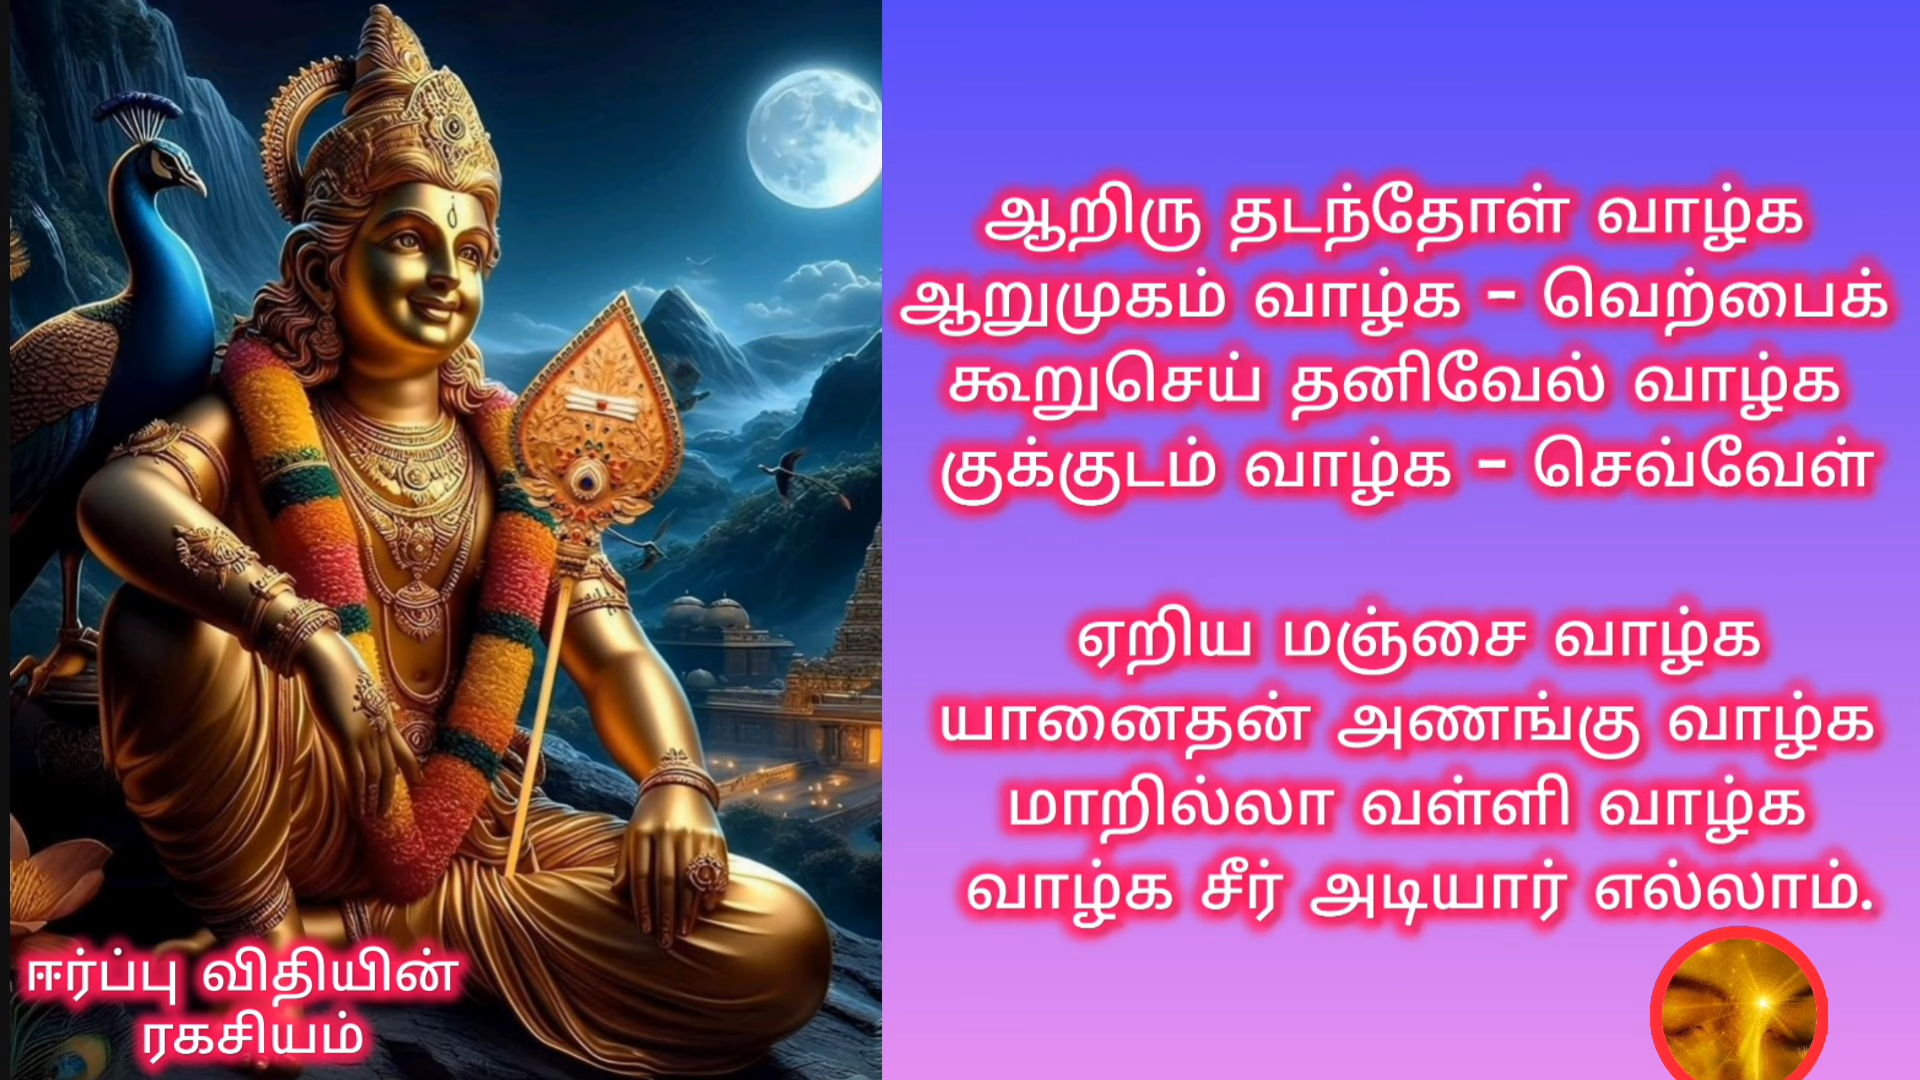 ஆறிரு தடந்தோள் வாழ்க
ஆறுமுகம் வாழ்க - வெற்பைக்
கூறுசெய் தனிவேல் வாழ்க
குக்குடம் வாழ்க - செவ்வேள்
ஏறிய மஞ்சை வாழ்க
யானைதன் அணங்கு வாழ்க
மாறில்லா வள்ளி வாழ்க
வாழ்க சீர் அடியார் எல்லாம்.
ஈர்ப்பு விதியின்
ரகசியம்